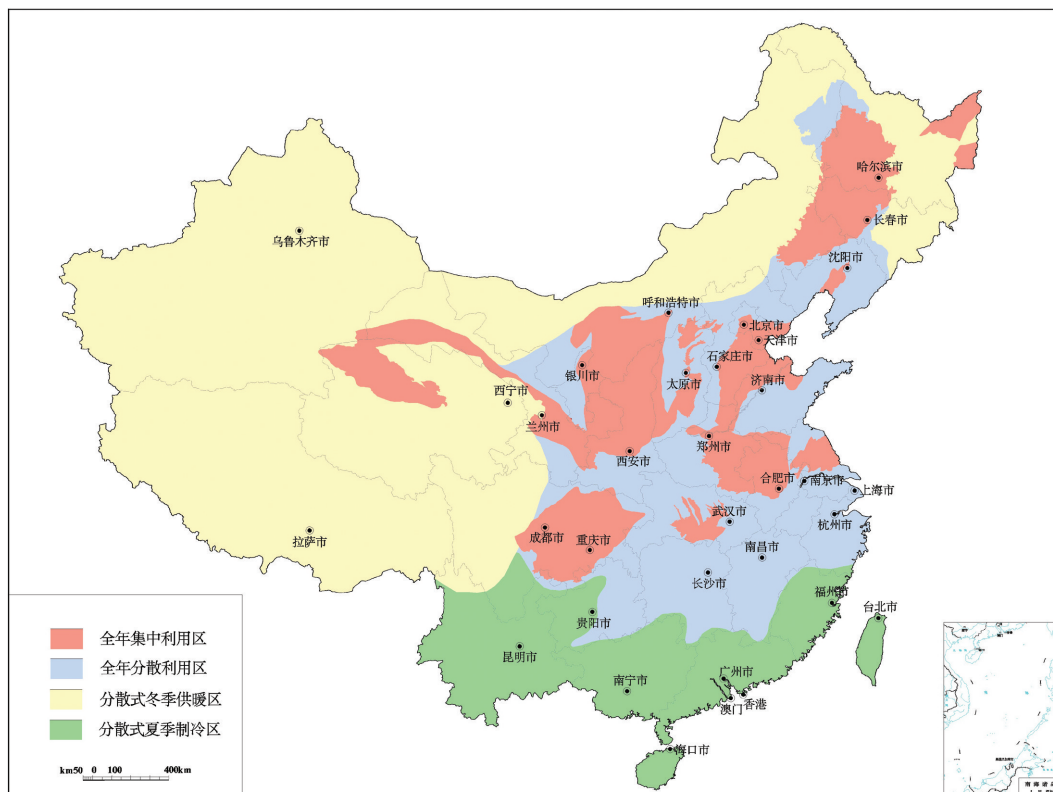 哈尔滨市
长春市
乌鲁木齐市
沈阳市
呼和浩特市
北京市
天津市
石家庄市
银川市
太原市
济南市
西宁市
兰州市
郑州市
西安市
合肥市
南京市
上海市
武汉市
杭州市
成都市
重庆市
拉萨市
南昌市
长沙市
福州市
台北市
贵阳市
昆明市
广州市
南宁市
香港
澳门
海口市
全年集中利用区
全年分散利用区
分散式冬季供暖区
分散式夏季制冷区
km50 0 100 400km
南海诸